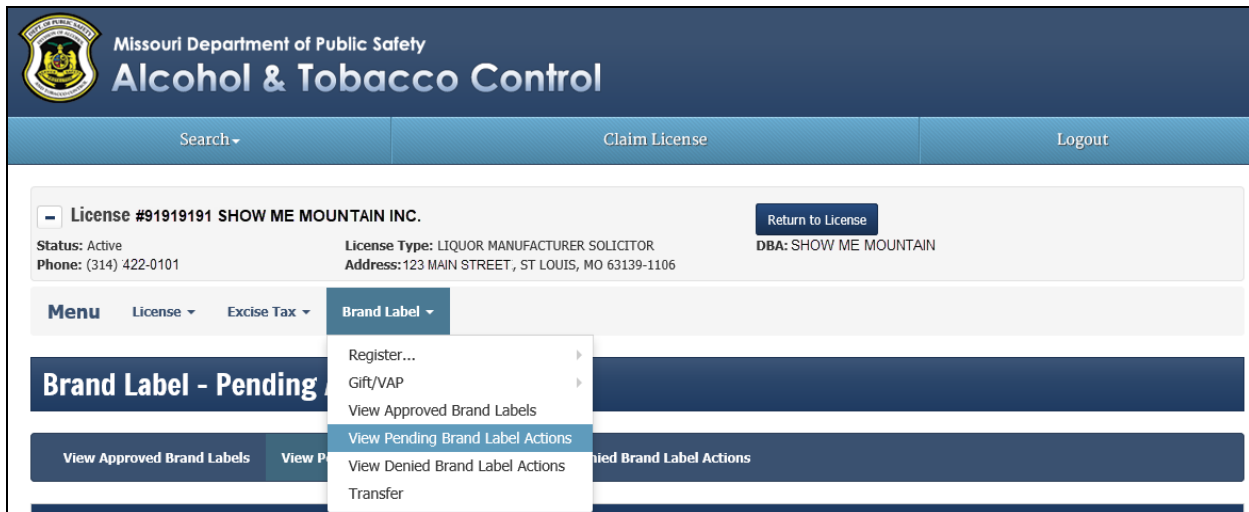 Missouri Department of Public Safety
Alcohol & Tobacco Control
Search Claim License Logout
License #91919191 SHOW ME MOUNTAIN INC. Return to License
Status: Active License Type: LIQUOR MANUFACTURER SOLICITOR DBA: SHOW ME MOUNTAIN
Phone: (314) 422-0101 Address: 123 MAIN STREET, ST LOUIS, MO 63139-1106
Menu License Excise Tax Brand Label
Register...
Gift/VAP
View Approved Brand Labels
View Pending Brand Label Actions
View Denied Brand Label Actions
Transfer
Brand Label - Pending
View Approved Brand Labels View Brand Label Actions